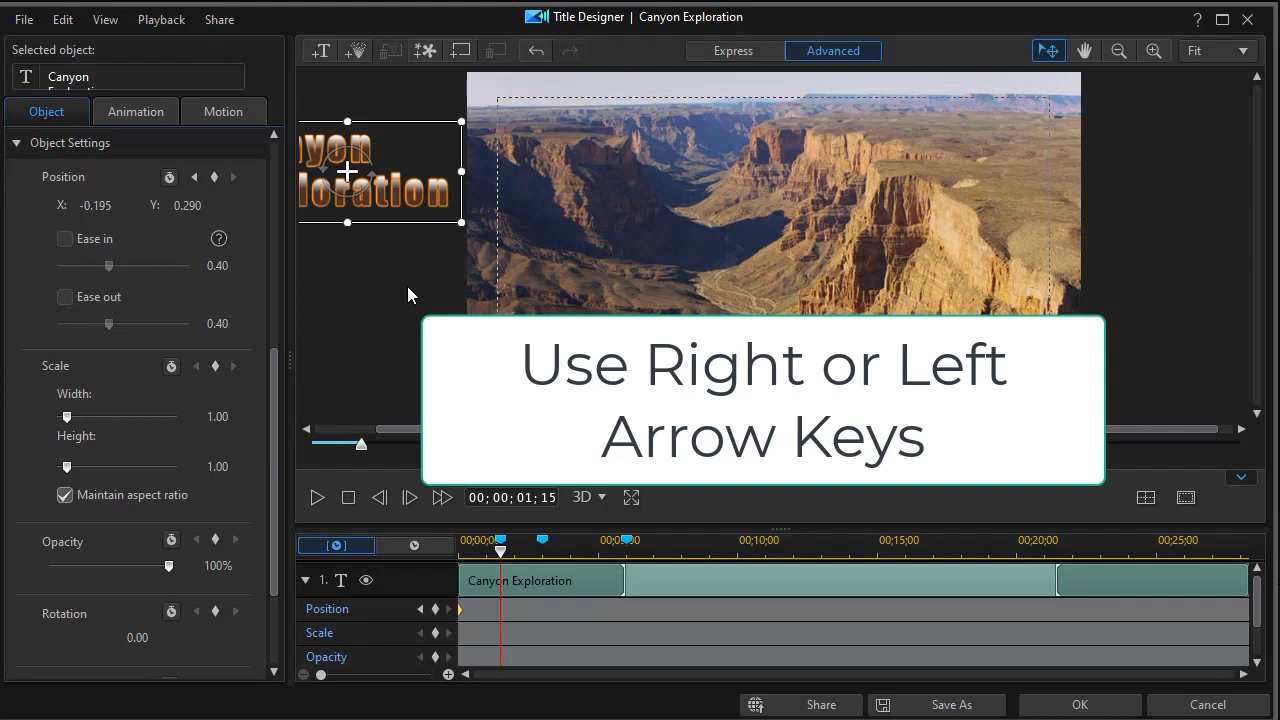 File Edit View Playback Share
Title Designer | Canyon Exploration
?
Selected object:
T Canyon
Express Advanced
Fit
Object Animation Motion
Object Settings
Position
X: -0.195 Y: 0.290
Ease in
?
0.40
Ease out
0.40
Scale
Width:
1.00
Height:
1.00
Maintain aspect ratio
Opacity
100%
Rotation
0.00
yon
loration
Use Right or Left
Arrow Keys
00; 00; 01; 15 3D
00;10;00 00;15;00 00;20;00 00;25;00
1. T Canyon Exploration
Position
Scale
Opacity
Share Save As OK Cancel